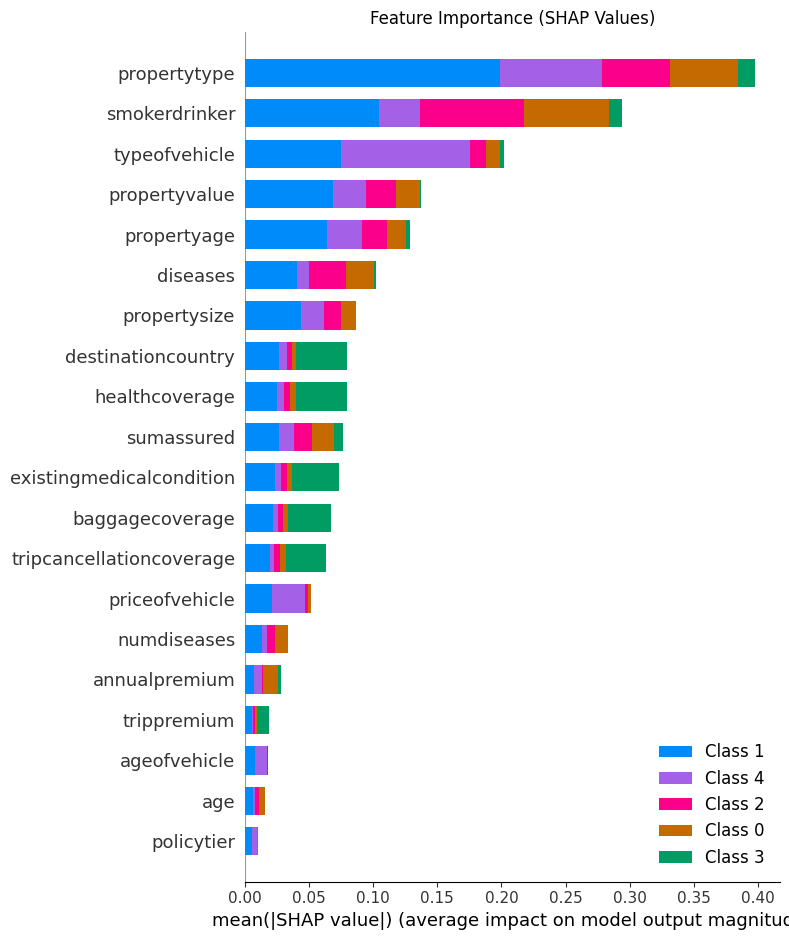 Feature Importance (SHAP Values)
propertytype
smokerdrinker
typeofvehicle
propertyvalue
propertyage
diseases
propertysize
destinationcountry
healthcoverage
sumassured
existingmedicalcondition
baggagecoverage
tripcancellationcoverage
priceofvehicle
numdiseases
annualpremium
trippremium
ageofvehicle
age
policytier
Class 1
Class 4
Class 2
Class 0
Class 3
0.00 0.05 0.10 0.15 0.20 0.25 0.30 0.35 0.40
mean(|SHAP value|) (average impact on model output magnitud